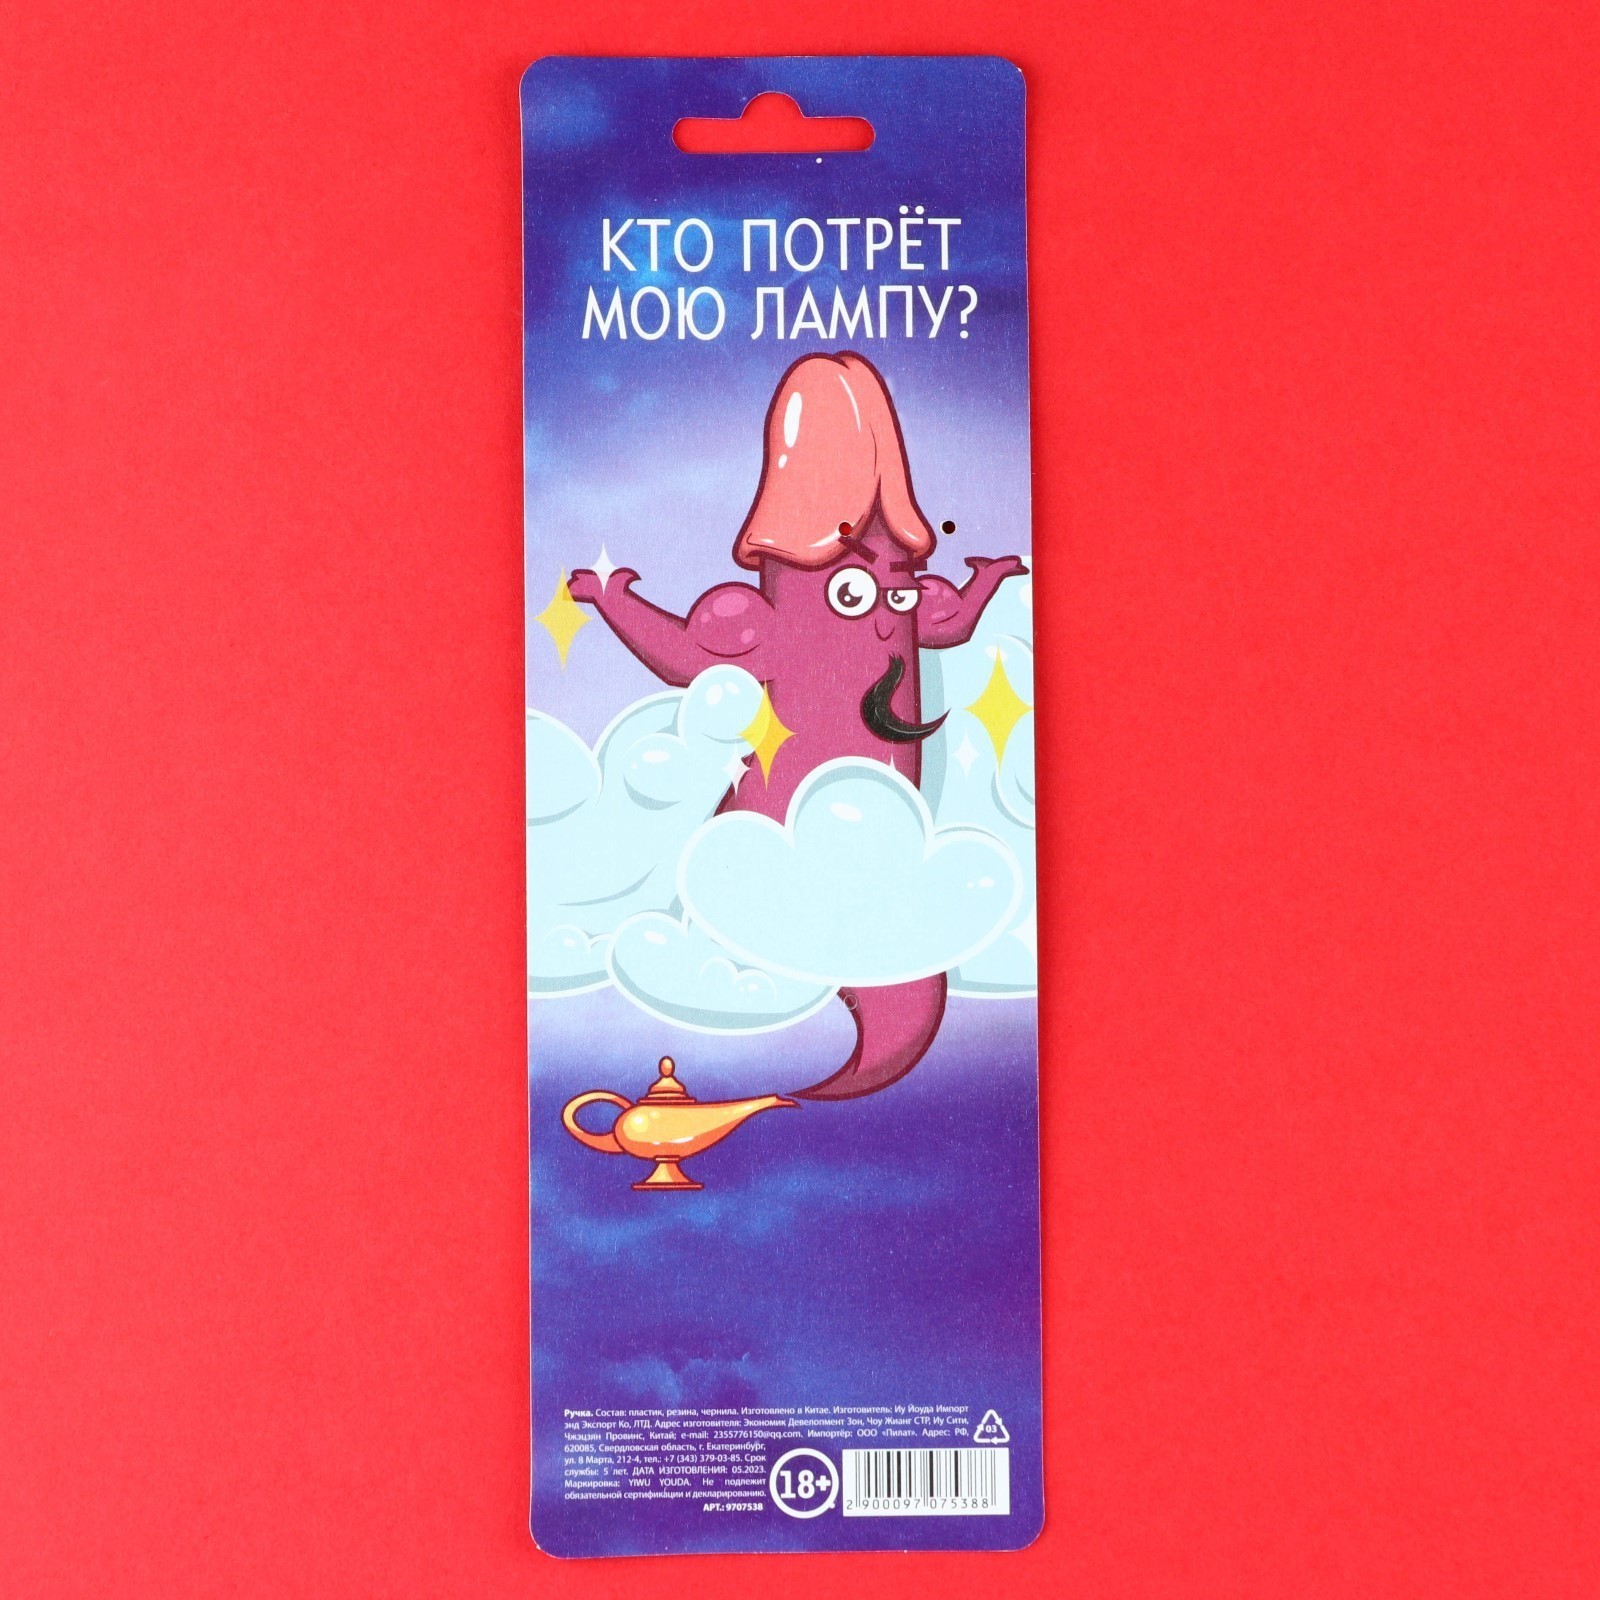 КТО ПОТРЁТ
МОЮ ЛАМПУ?
Ручка. Состав: пластик, резина, чернила. Изготовлено в Китае. Изготовитель: Иу Йоуда Импорт
энд Экспорт Ко, ЛТД. Адрес изготовителя: Экономик Девелопмент Зон, Чоу Жианг СТР, Иу Сити,
Чжэцзян Провинс, Китай; e-mail: 2355776150@qq.com. Импортёр: ООО «Пилат». Адрес: РФ,
620085, Свердловская область, г. Екатеринбург,
ул. 8 Марта, 212-4, тел.: +7 (343) 379-03-85. Срок
службы: 5 лет. ДАТА ИЗГОТОВЛЕНИЯ: 05.2023.
Маркировка: YIWU YOUDA. Не подлежит
обязательной сертификации и декларированию.
АРТ.: 9707538
18+
03
2 900097 075388